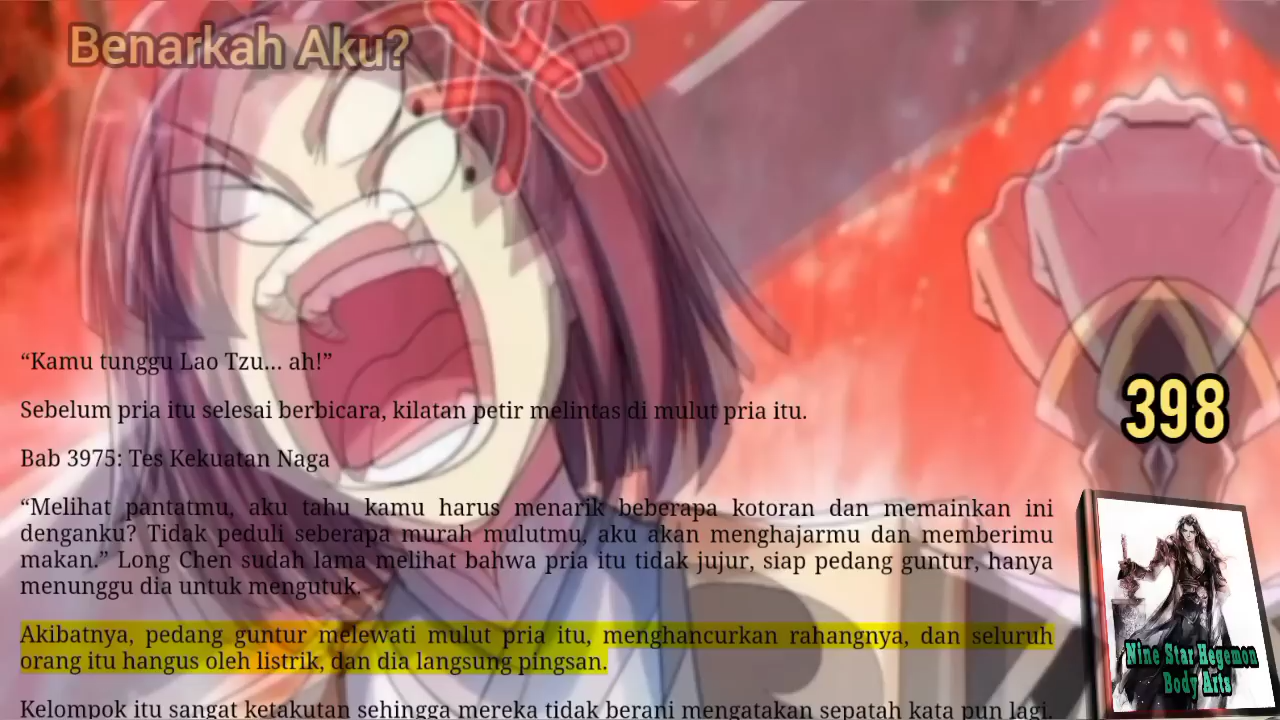 Benarkah Aku?
“Kamu tunggu Lao Tzu... ah!”
Sebelum pria itu selesai berbicara, kilatan petir melintas di mulut pria itu.
Bab 3975: Tes Kekuatan Naga
“Melihat pantatmu, aku tahu kamu harus menarik beberapa kotoran dan memainkan ini
denganku? Tidak peduli seberapa murah mulutmu, aku akan menghajarmu dan memberimu
makan.” Long Chen sudah lama melihat bahwa pria itu tidak jujur, siap pedang guntur, hanya
menunggu dia untuk mengutuk.
Akibatnya, pedang guntur melewati mulut pria itu, menghancurkan rahangnya, dan seluruh
orang itu hangus oleh listrik, dan dia langsung pingsan.
Kelompok itu sangat ketakutan sehingga mereka tidak berani mengatakan sepatah kata pun lagi.
398
Nine Star Hegemon
Body Arts